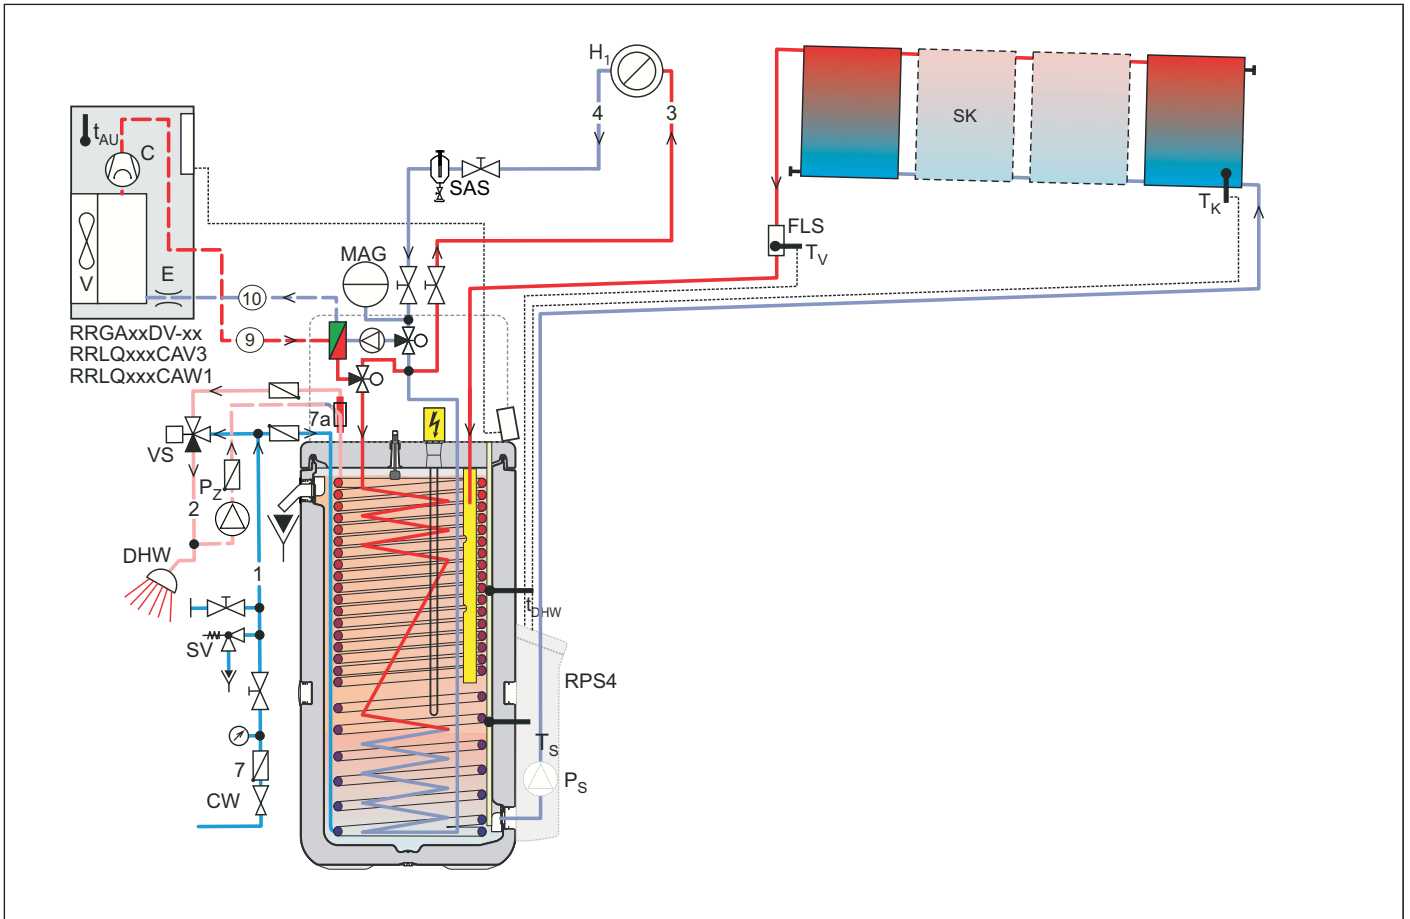 H1
4
3
SK
tAU
C
SAS
TK
FLS
TV
MAG
V
E
10
9
RRGAxxDV-xx
RRLQxxxCAV3
RRLQxxxCAW1
7a
VS
PZ
2
DHW
1
tDHW
SV
RPS4
TS
7
PS
CW